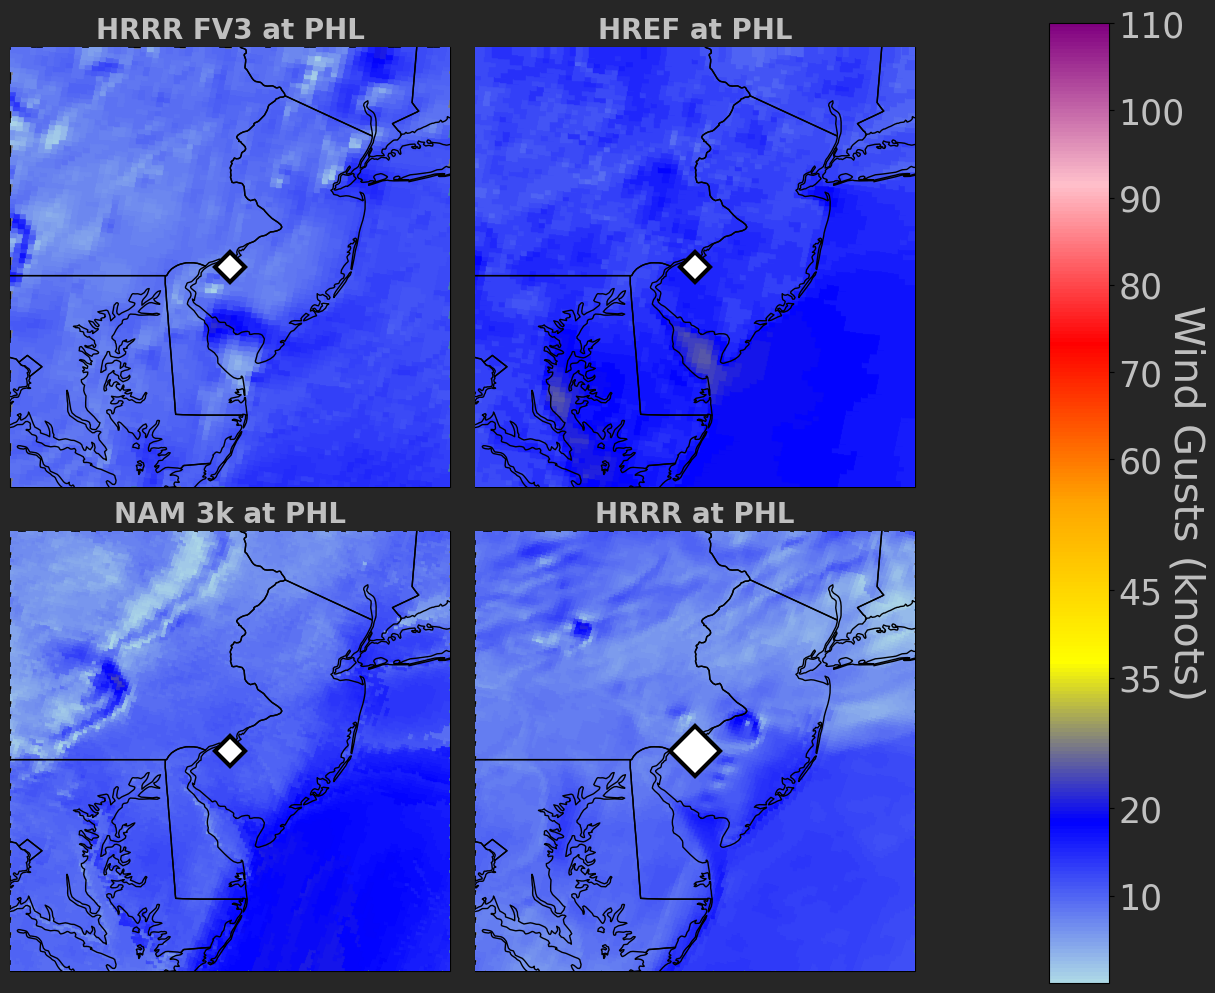 HRRR FV3 at PHL
HREF at PHL
NAM 3k at PHL
HRRR at PHL
110
100
90
80
70
60
45
35
20
10
Wind Gusts (knots)